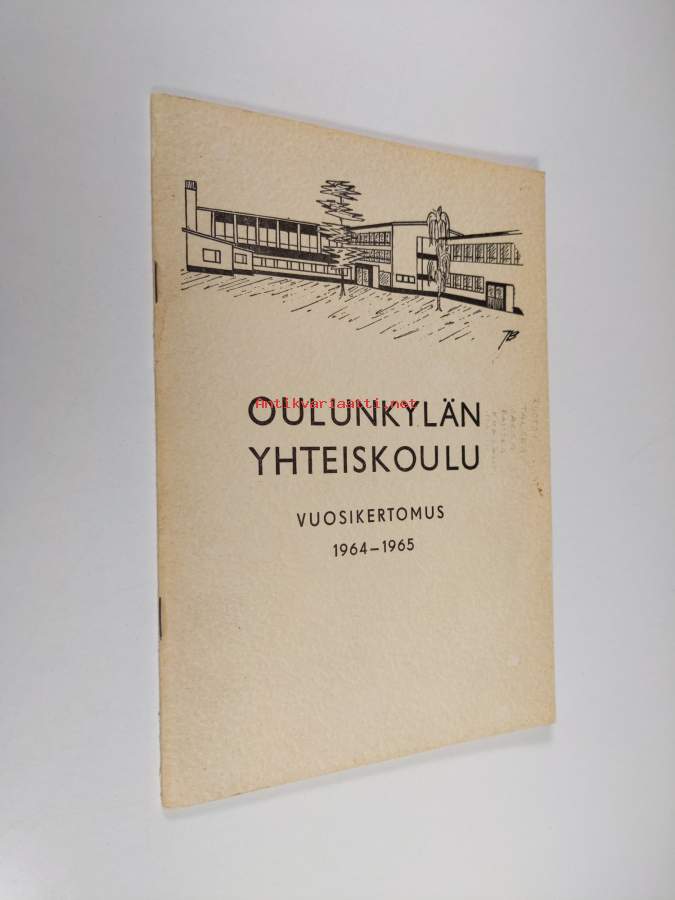 OULUNKYLÄN
Antikvariaatti.net
YHTEISKOULU
VUOSIKERTOMUS
1964–1965